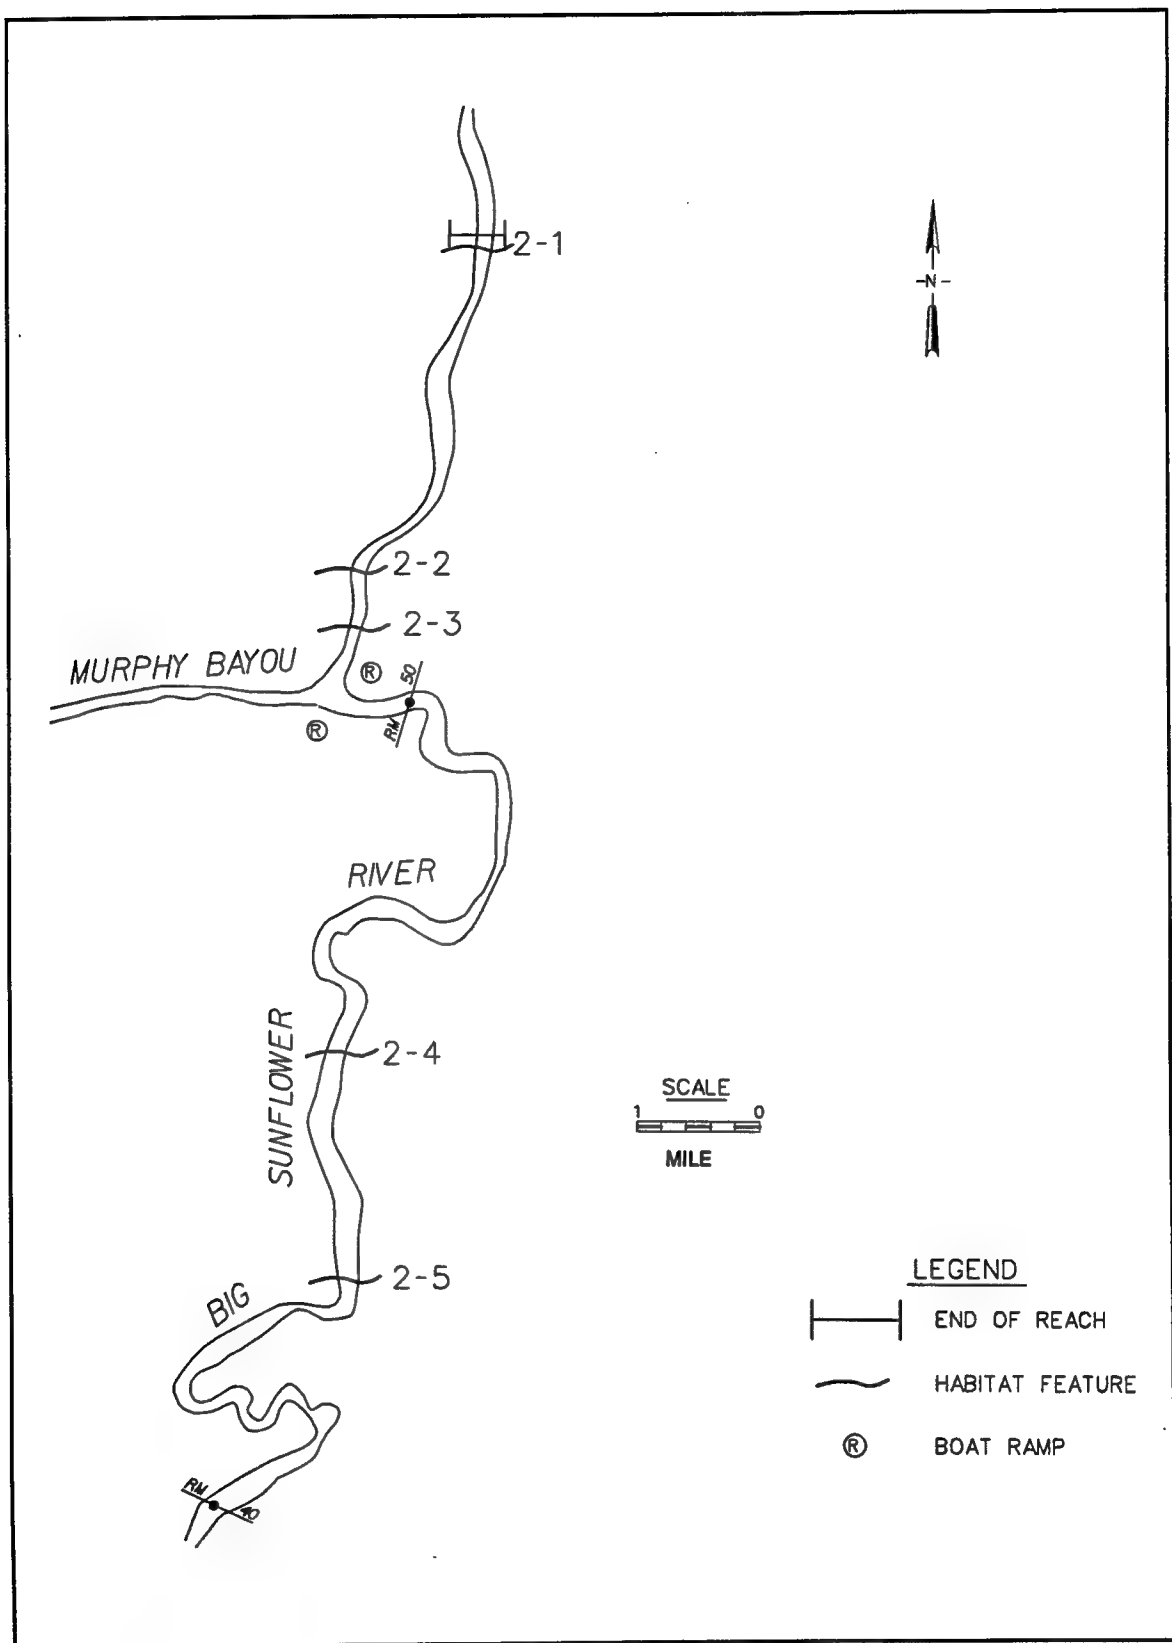 2-1
-N-
2-2
2-3
MURPHY BAYOU
R
RM 50
R
RIVER
SUNFLOWER
2-4
SCALE
1 0
MILE
2-5
BIG
LEGEND
END OF REACH
HABITAT FEATURE
R BOAT RAMP
RM 40